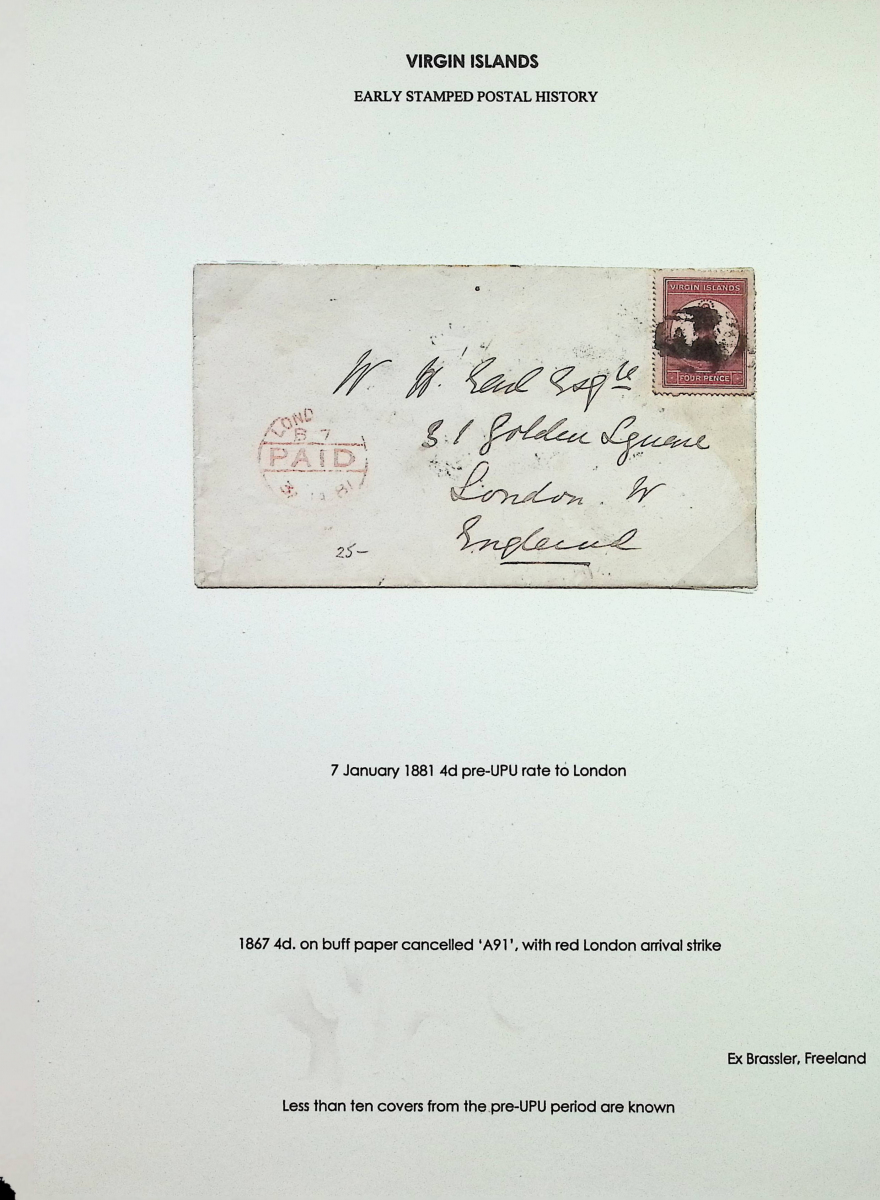 VIRGIN ISLANDS
EARLY STAMPED POSTAL HISTORY
VIRGIN ISLANDS
FOUR PENCE
W. H. Earl Esqre
31 Golden Square
London. W
England
LOND
B 7
PAID
81
25-
7 January 1881 4d pre-UPU rate to London
1867 4d. on buff paper cancelled ‘A91’, with red London arrival strike
Ex Brassler, Freeland
Less than ten covers from the pre-UPU period are known